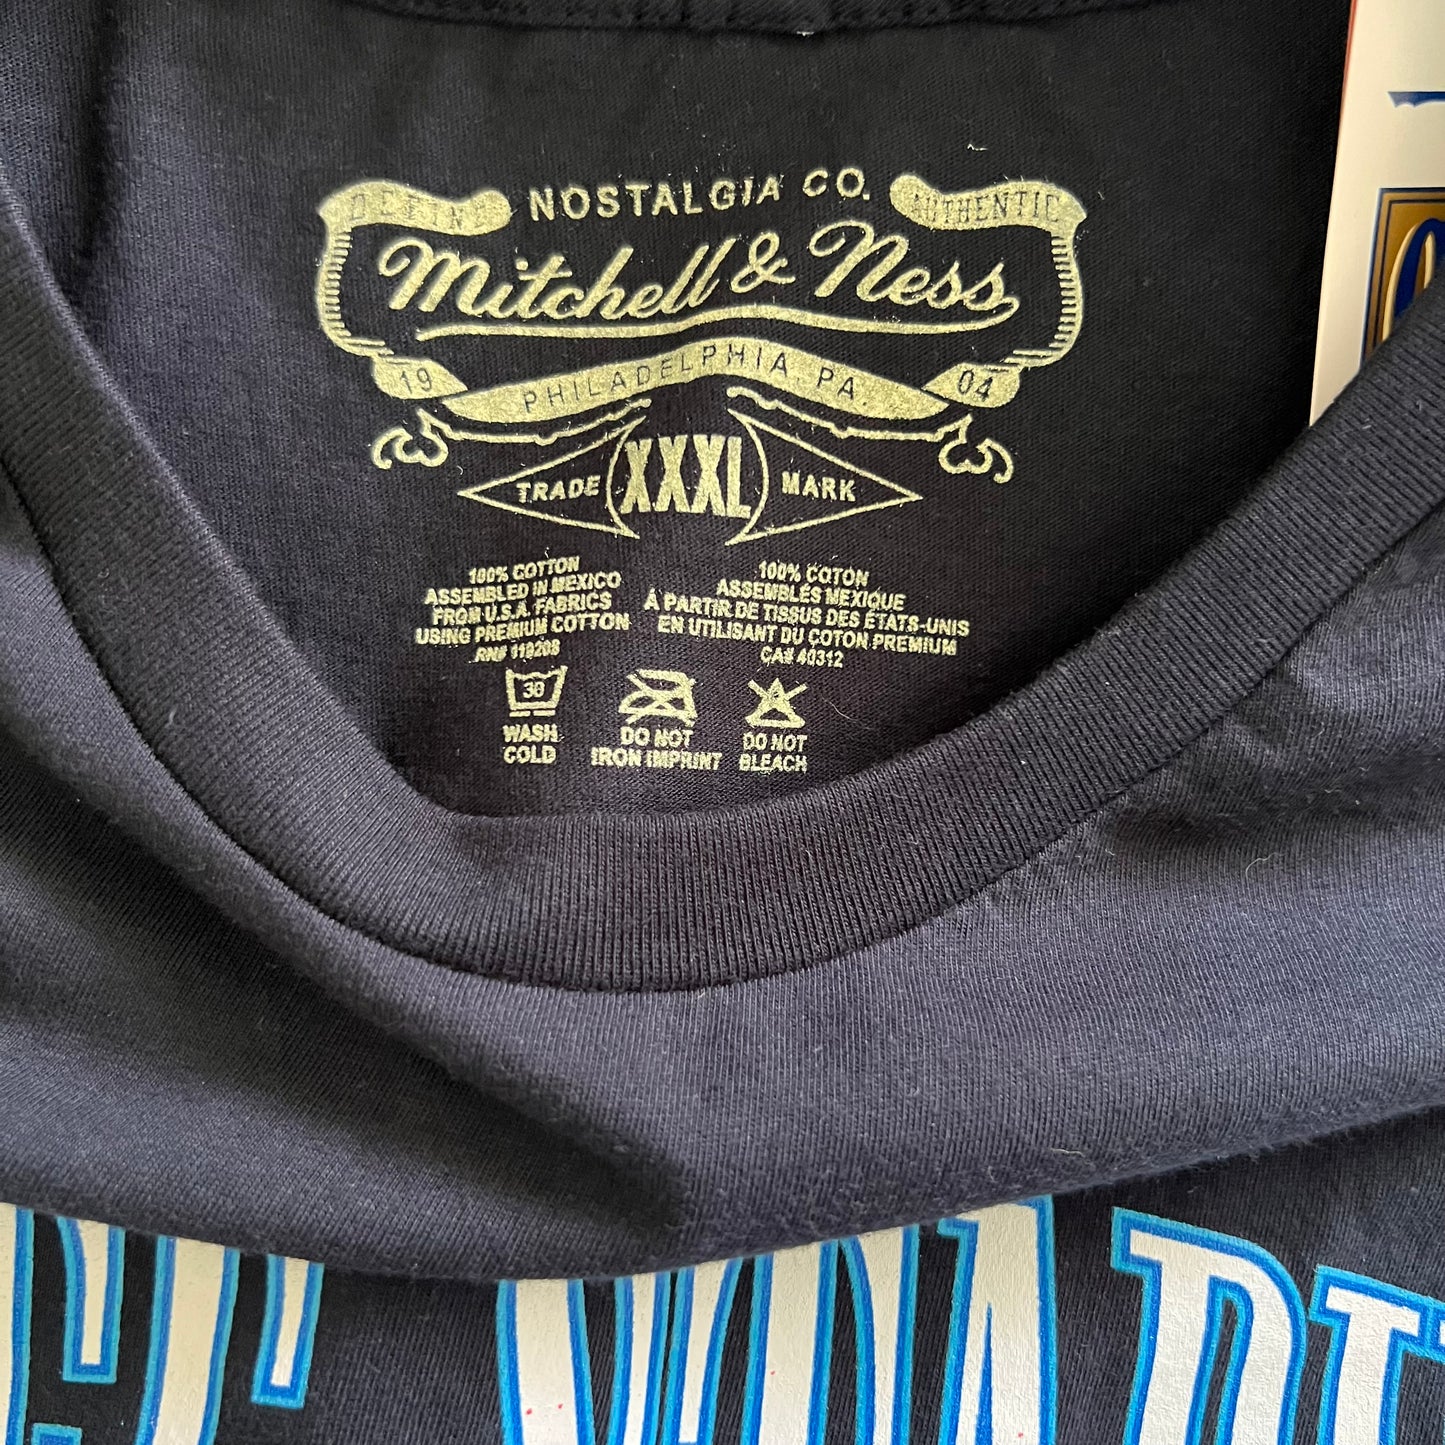 DEFINE NOSTALGIA CO. AUTHENTIC
Mitchell & Ness
19 PHILADELPHIA, PA. 04
TRADE XXXL MARK
100% COTTON
ASSEMBLED IN MEXICO
FROM U.S.A. FABRICS
USING PREMIUM COTTON
RN# 119208
100% COTON
ASSEMBLÉS MEXIQUE
À PARTIR DE TISSUS DES ÉTATS-UNIS
EN UTILISANT DU COTON PREMIUM
CA# 40312
30
WASH
COLD
DO NOT
IRON IMPRINT
DO NOT
BLEACH